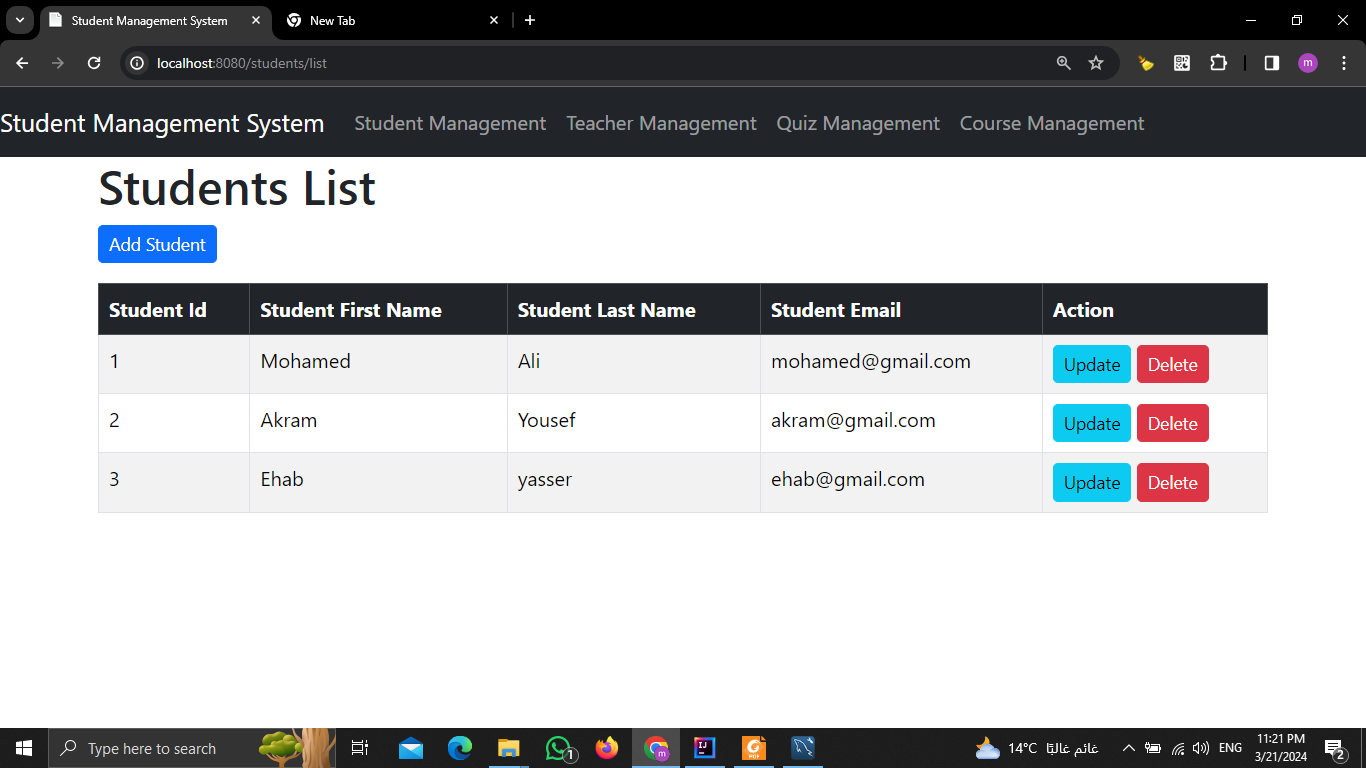 Student Management System
New Tab
localhost:8080/students/list
m
Student Management System Student Management Teacher Management Quiz Management Course Management
Students List
Add Student
Student Id Student First Name Student Last Name Student Email Action
1 Mohamed Ali mohamed@gmail.com Update Delete
2 Akram Yousef akram@gmail.com Update Delete
3 Ehab yasser ehab@gmail.com Update Delete
Type here to search
1
m
IJ
PDF
14°C غائم غالبًا
ENG
11:21 PM
3/21/2024
2